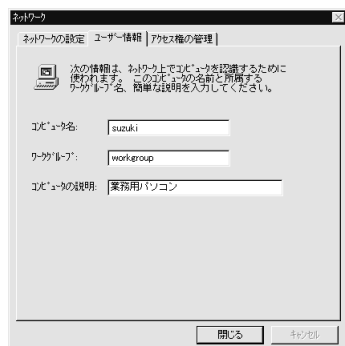 ネットワーク
ネットワークの設定 ユーザー情報 アクセス権の管理
次の情報は、ネットワーク上でコンピュータを認識するために
使われます。 このコンピュータの名前と所属する
ワークグループ名、簡単な説明を入力してください。
コンピュータ名: suzuki
ワークグループ: workgroup
コンピュータの説明: 業務用パソコン
閉じる キャンセル